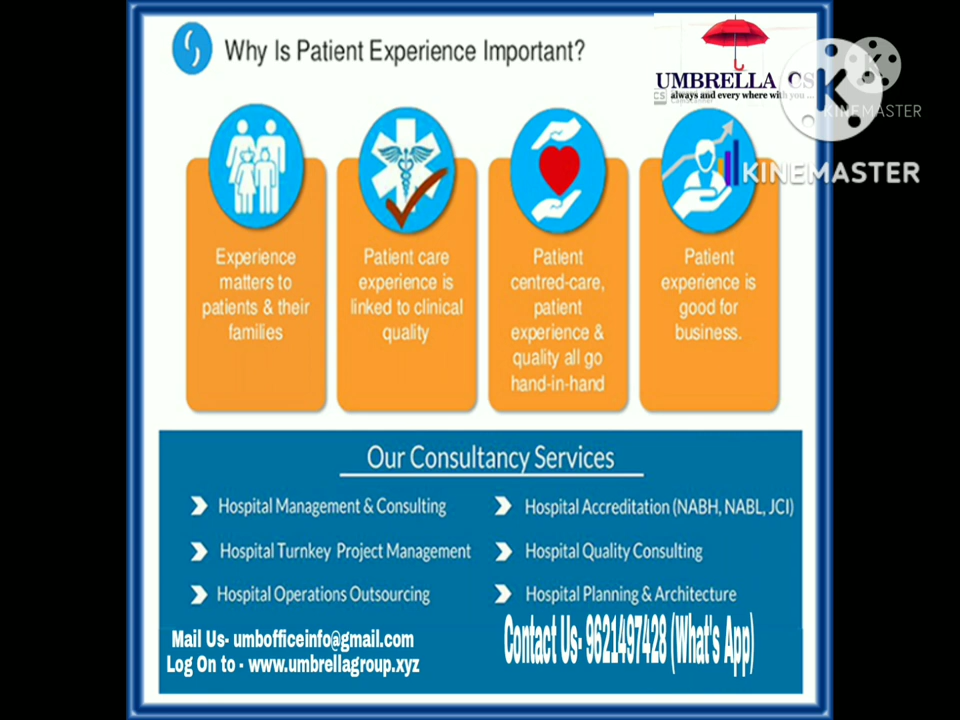 Why Is Patient Experience Important?
UMBRELLA CS
always and every where with you ...
CS
CamScanner
KINEMASTER
KINEMASTER
Experience
matters to
patients & their
families
Patient care
experience is
linked to clinical
quality
Patient
centred-care,
patient
experience &
quality all go
hand-in-hand
Patient
experience is
good for
business.
Our Consultancy Services
Hospital Management & Consulting
Hospital Accreditation (NABH, NABL, JCI)
Hospital Turnkey Project Management
Hospital Quality Consulting
Hospital Operations Outsourcing
Hospital Planning & Architecture
Mail Us- umbofficeinfo@gmail.com
Log On to - www.umbrellagroup.xyz
Contact Us- 9621497428 (What's App)